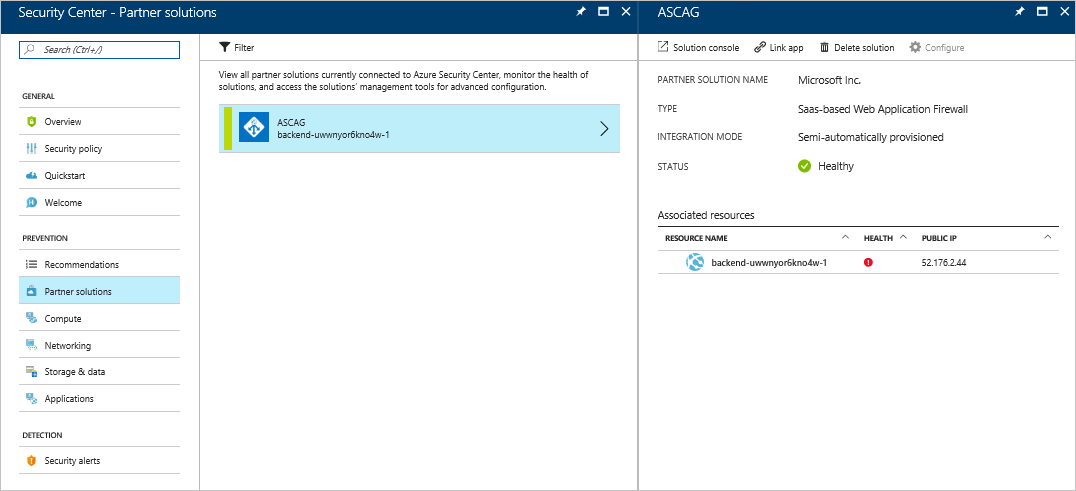 Security Center - Partner solutions
Search (Ctrl+/)
GENERAL
Overview
Security policy
Quickstart
Welcome
PREVENTION
Recommendations
Partner solutions
Compute
Networking
Storage & data
Applications
DETECTION
Security alerts
Filter
View all partner solutions currently connected to Azure Security Center, monitor the health of
solutions, and access the solutions' management tools for advanced configuration.
ASCAG
backend-uwwnyor6kno4w-1
ASCAG
Solution console Link app Delete solution Configure
PARTNER SOLUTION NAME Microsoft Inc.
TYPE Saas-based Web Application Firewall
INTEGRATION MODE Semi-automatically provisioned
STATUS Healthy
Associated resources
RESOURCE NAME HEALTH PUBLIC IP
backend-uwwnyor6kno4w-1 52.176.2.44